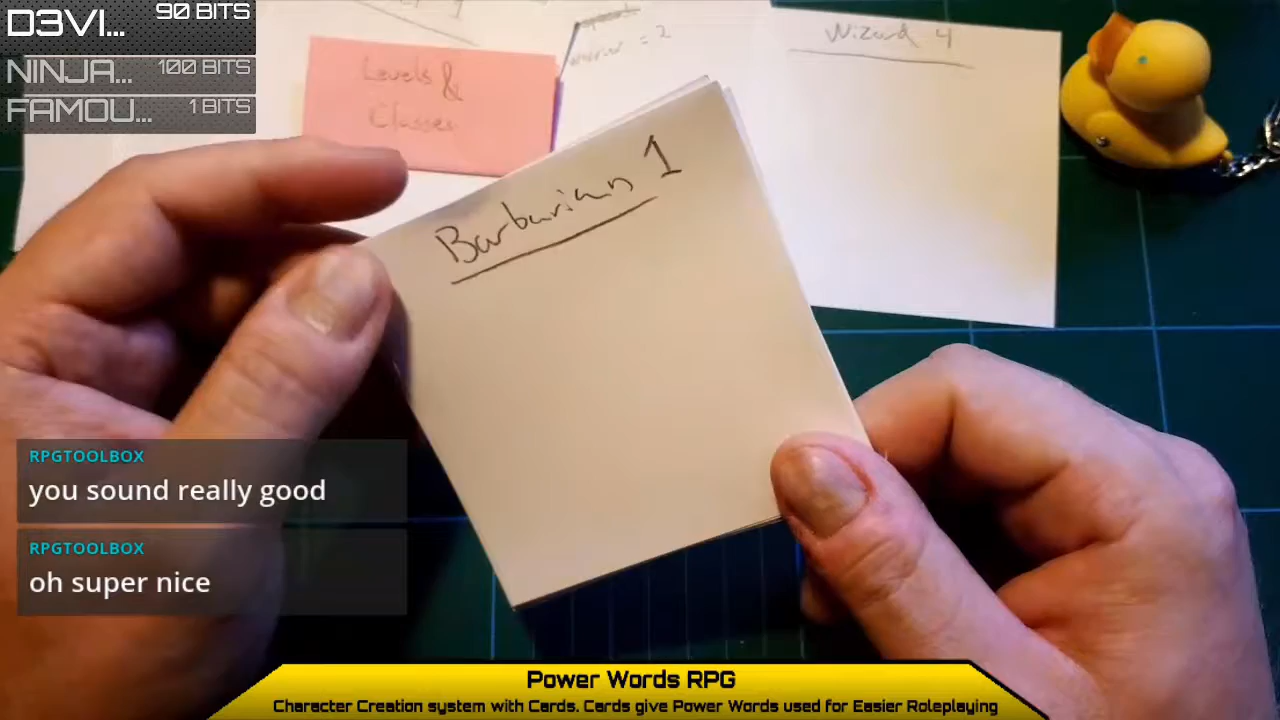 D3VI... 90 BITS
NINJA... 100 BITS
FAMOU... 1 BITS
Levels &
Classes
= 2
Wizard 4
Barbarian 1
RPGTOOLBOX
you sound really good
RPGTOOLBOX
oh super nice
Power Words RPG
Character Creation system with Cards. Cards give Power Words used for Easier Roleplaying